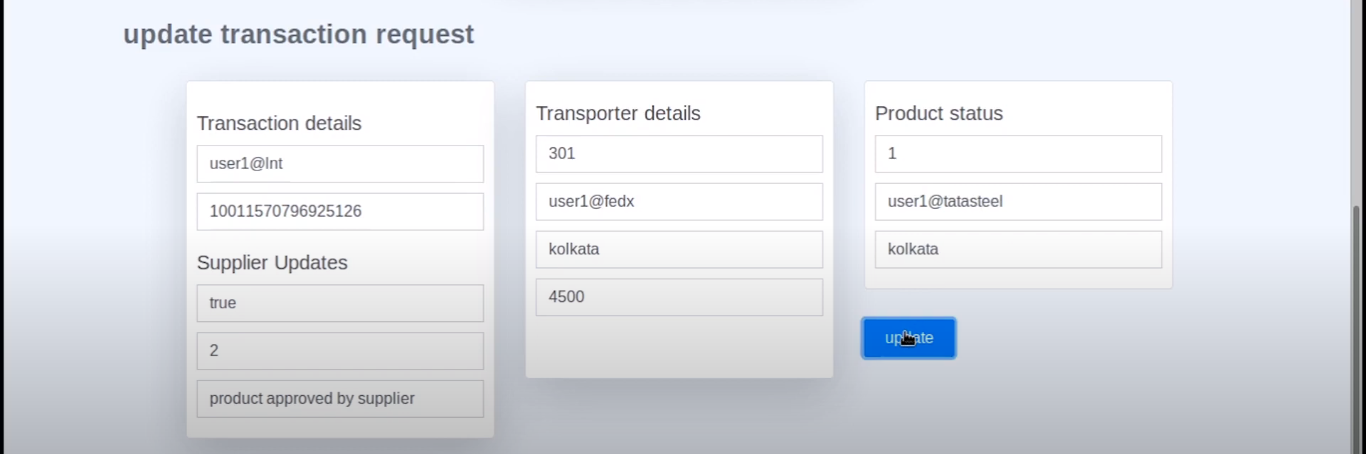 update transaction request
Transaction details
user1@lnt
10011570796925126
Supplier Updates
true
2
product approved by supplier
Transporter details
301
user1@fedx
kolkata
4500
Product status
1
user1@tatasteel
kolkata
update